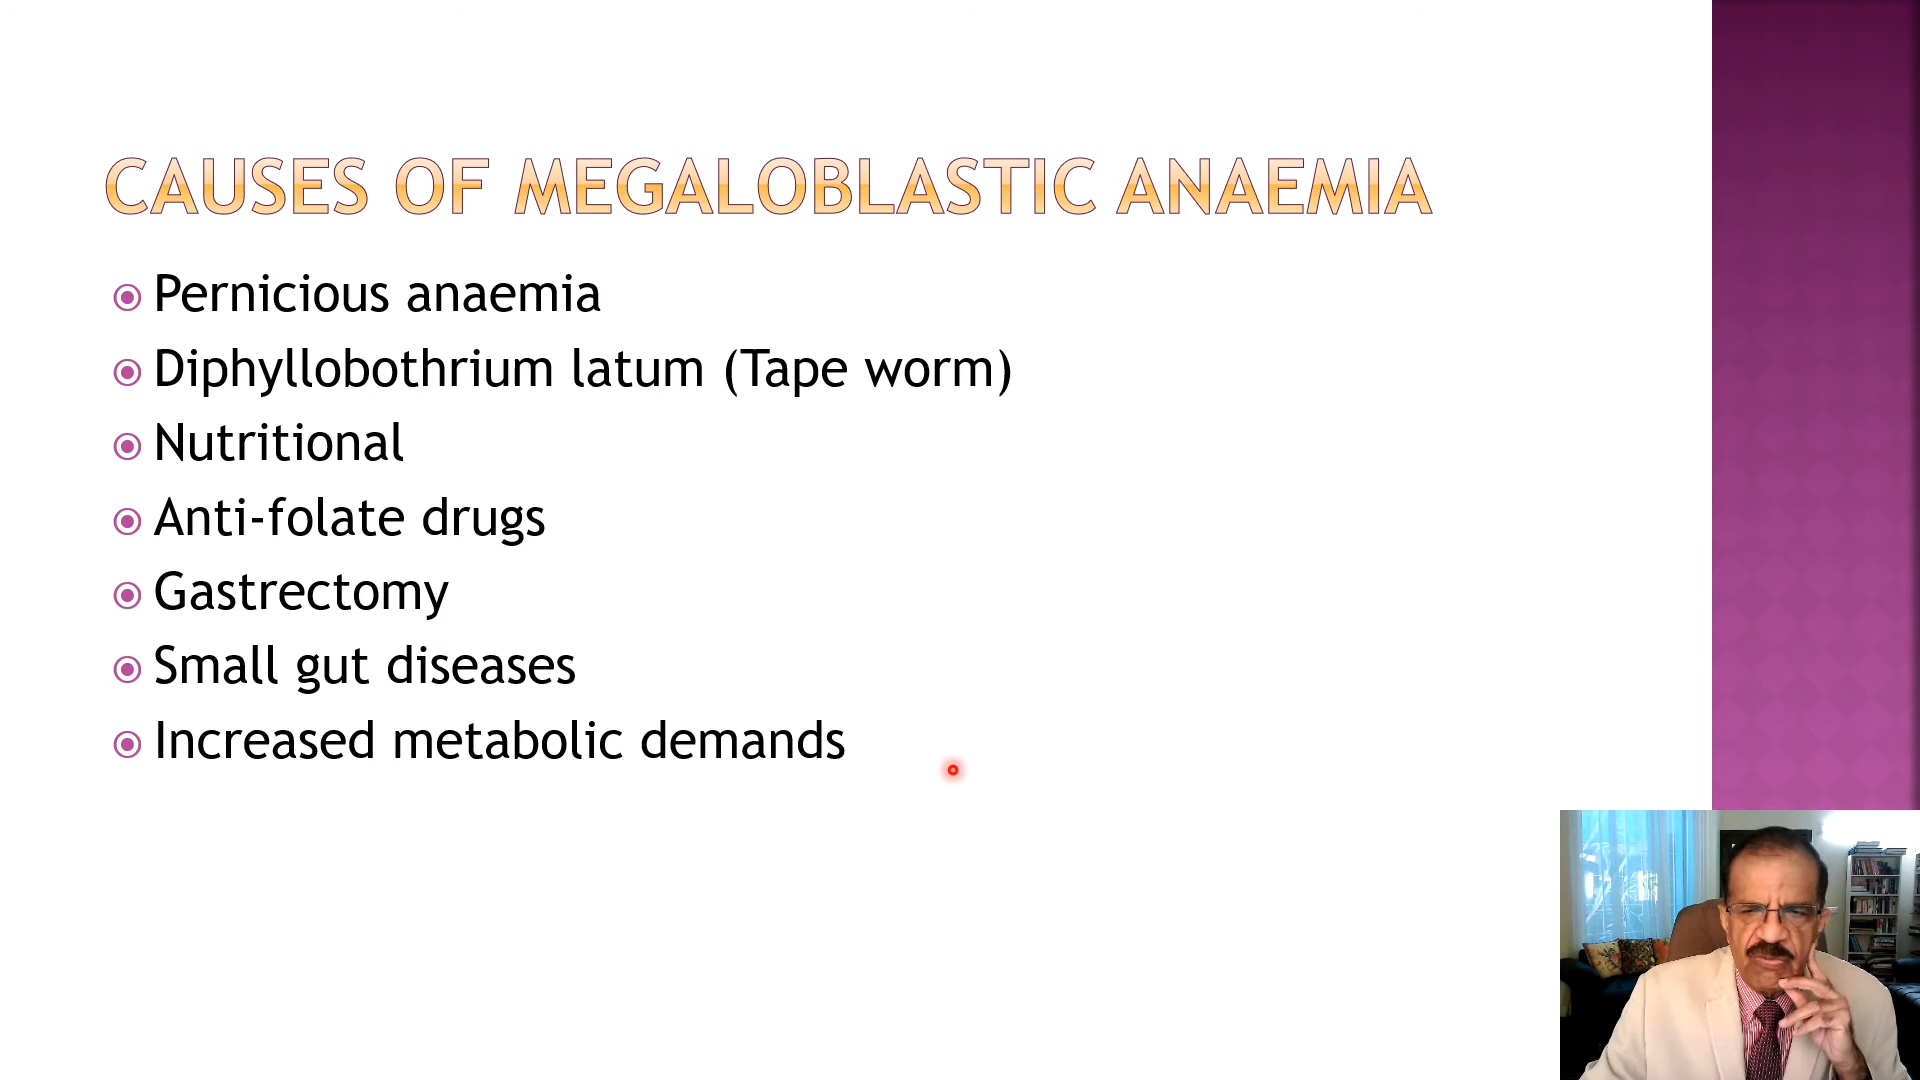 CAUSES OF MEGALOBLASTIC ANAEMIA
Pernicious anaemia
Diphyllobothrium latum (Tape worm)
Nutritional
Anti-folate drugs
Gastrectomy
Small gut diseases
Increased metabolic demands